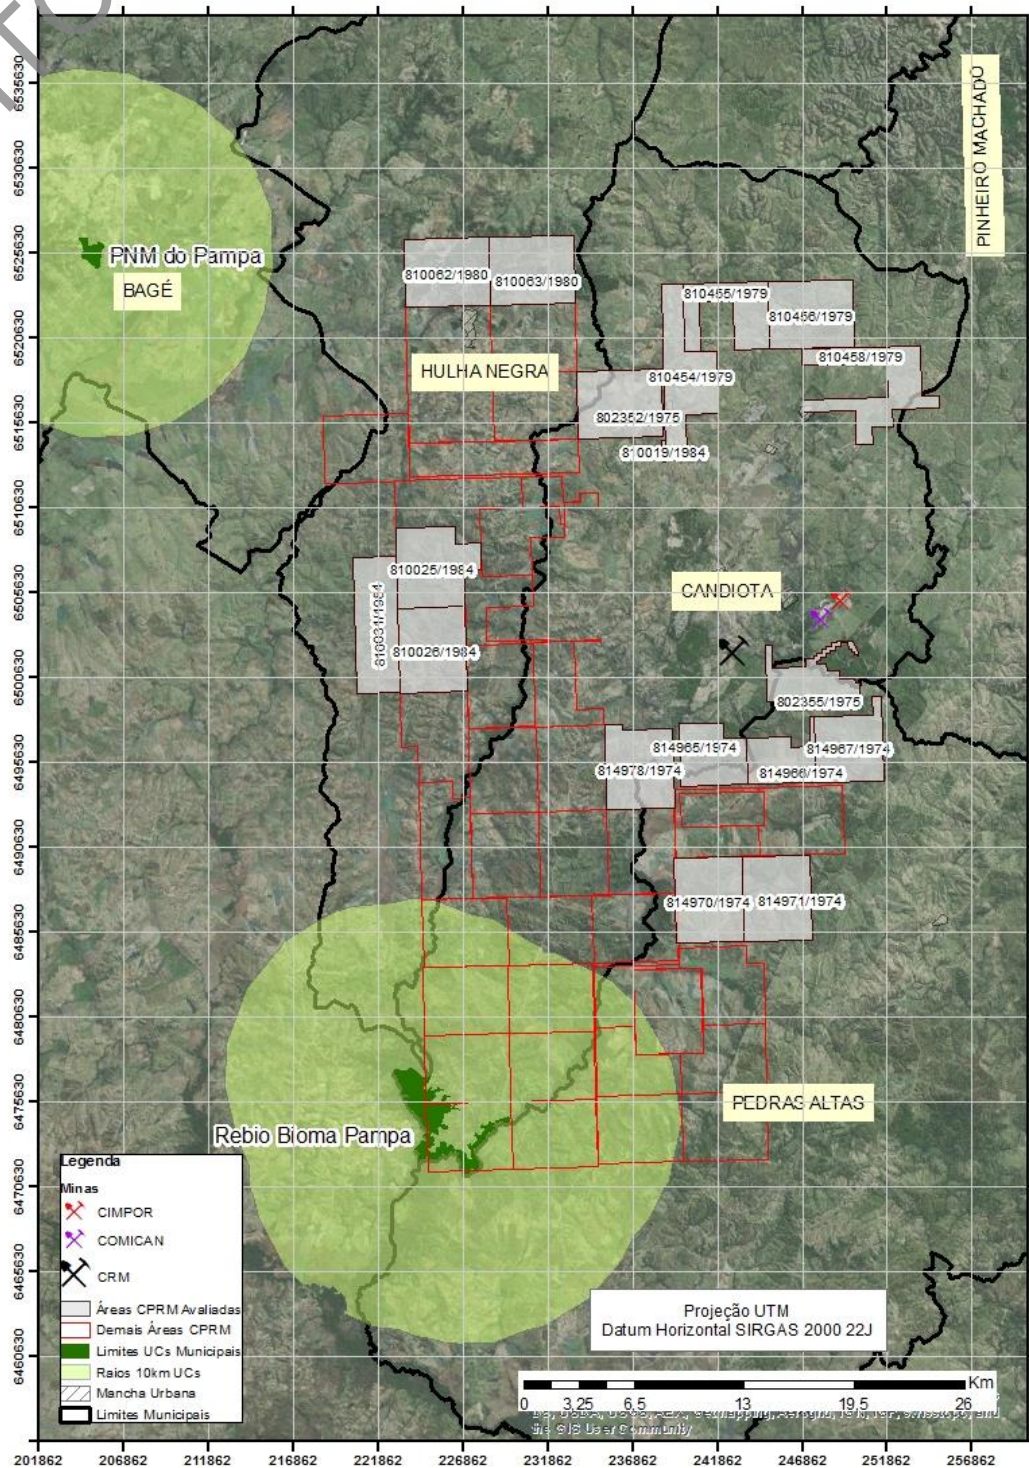 PINHEIRO MACHADO
PNM do Pampa
BAGÉ
810062/1980
810063/1980
810455/1979
810456/1979
HULHA NEGRA
810458/1979
810454/1979
802352/1975
810019/1984
810025/1984
CANDIOTA
810031/1984
810026/1984
802355/1975
814965/1974
814967/1974
814978/1974
814966/1974
814970/1974
814971/1974
PEDRAS ALTAS
Rebio Bioma Pampa
Legenda
Minas
CIMPOR
COMICAN
CRM
Áreas CPRM Avaliadas
Demais Áreas CPRM
Limites UCs Municipais
Raios 10km UCs
Mancha Urbana
Limites Municipais
Projeção UTM
Datum Horizontal SIRGAS 2000 22J
Km
0 3,25 6,5 13 19,5 26
the GIS User Community
6535630
6530630
6525630
6520630
6515630
6510630
6505630
6500630
6495630
6490630
6485630
6480630
6475630
6470630
6465630
6460630
201862 206862 211862 216862 221862 226862 231862 236862 241862 246862 251862 256862